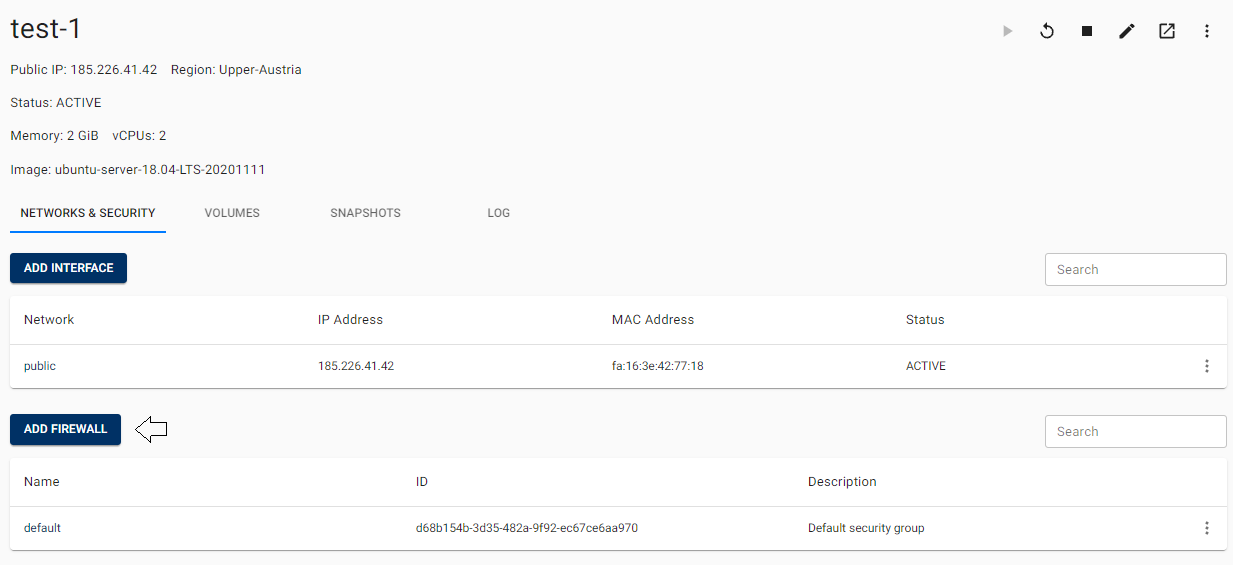 test-1
Public IP: 185.226.41.42 Region: Upper-Austria
Status: ACTIVE
Memory: 2 GiB vCPUs: 2
Image: ubuntu-server-18.04-LTS-20201111
NETWORKS & SECURITY VOLUMES SNAPSHOTS LOG
ADD INTERFACE Search
Network IP Address MAC Address Status
public 185.226.41.42 fa:16:3e:42:77:18 ACTIVE
ADD FIREWALL Search
Name ID Description
default d68b154b-3d35-482a-9f92-ec67ce6aa970 Default security group